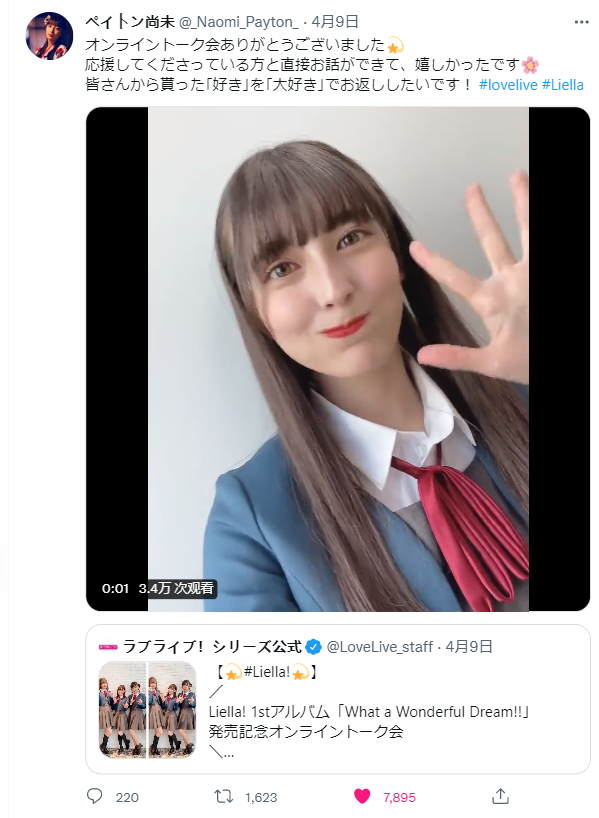 ペイトン尚未 @_Naomi_Payton_ · 4月9日
オンライントーク会ありがとうございました💫
応援してくださっている方と直接お話ができて、嬉しかったです🌸
皆さんから貰った｢好き｣を｢大好き｣でお返ししたいです！ #lovelive #Liella
0:01 3.4万 次观看
ラブライブ！シリーズ公式 @LoveLive_staff · 4月9日
【💫#Liella!💫】
／
Liella! 1stアルバム「What a Wonderful Dream!!」
発売記念オンライントーク会
＼...
220 1,623 7,895